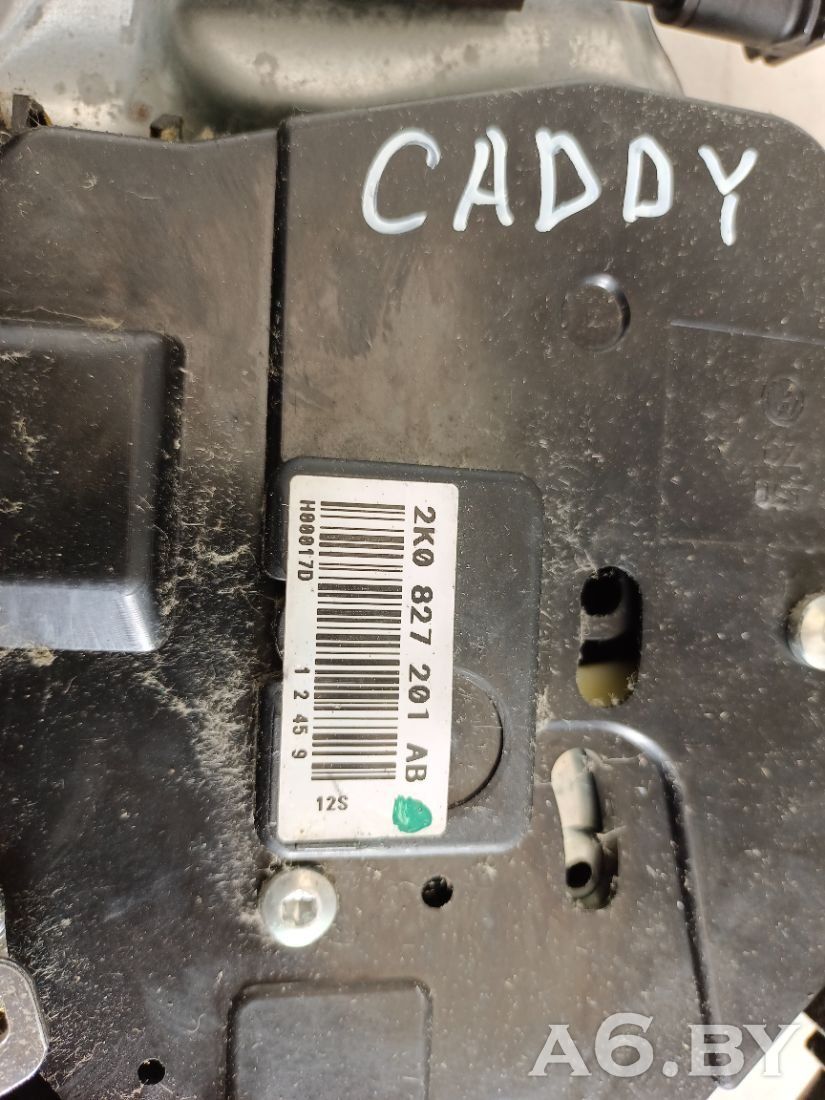 CADDY
2K0 827 201 AB
H00017D 1 2 45 9
12S
A6.BY